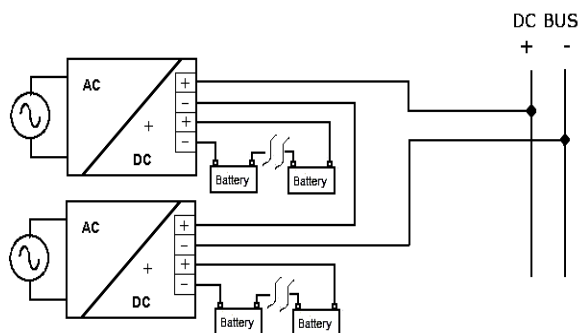 DC BUS
+ -
AC
+
DC
+
−
+
−
Battery
Battery
AC
+
DC
+
−
+
−
Battery
Battery